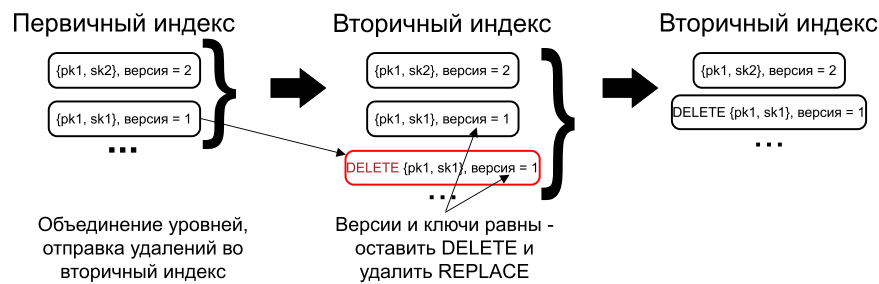 Первичный индекс
{pk1, sk2}, версия = 2
{pk1, sk1}, версия = 1
...
Объединение уровней,
отправка удалений во
вторичный индекс
Вторичный индекс
{pk1, sk2}, версия = 2
{pk1, sk1}, версия = 1
DELETE {pk1, sk1}, версия = 1
...
Версии и ключи равны -
оставить DELETE и
удалить REPLACE
Вторичный индекс
{pk1, sk2}, версия = 2
DELETE {pk1, sk1}, версия = 1
...